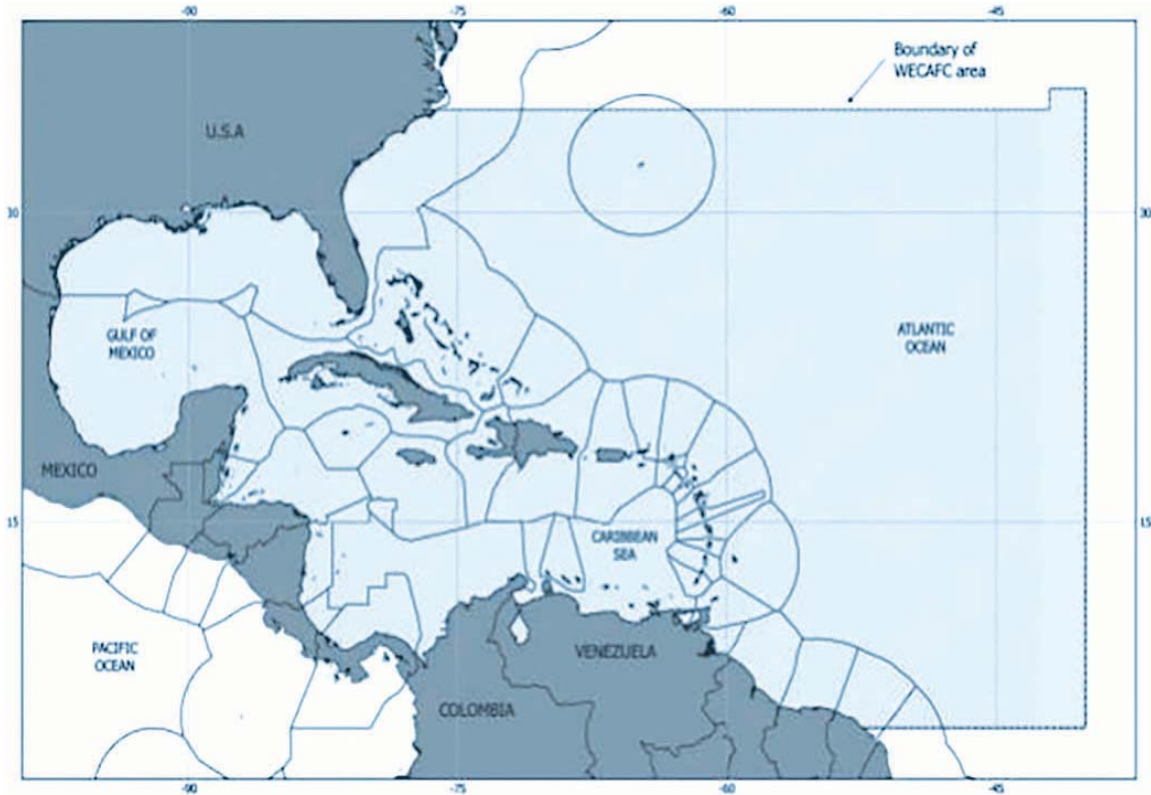 -90 -75 -60 -45
Boundary of
WECAFC area
U.S.A
30 30
GULF OF
MEXICO
ATLANTIC
OCEAN
MEXICO
15 15
CARIBBEAN
SEA
PACIFIC
OCEAN
VENEZUELA
COLOMBIA
-90 -75 -60 -45